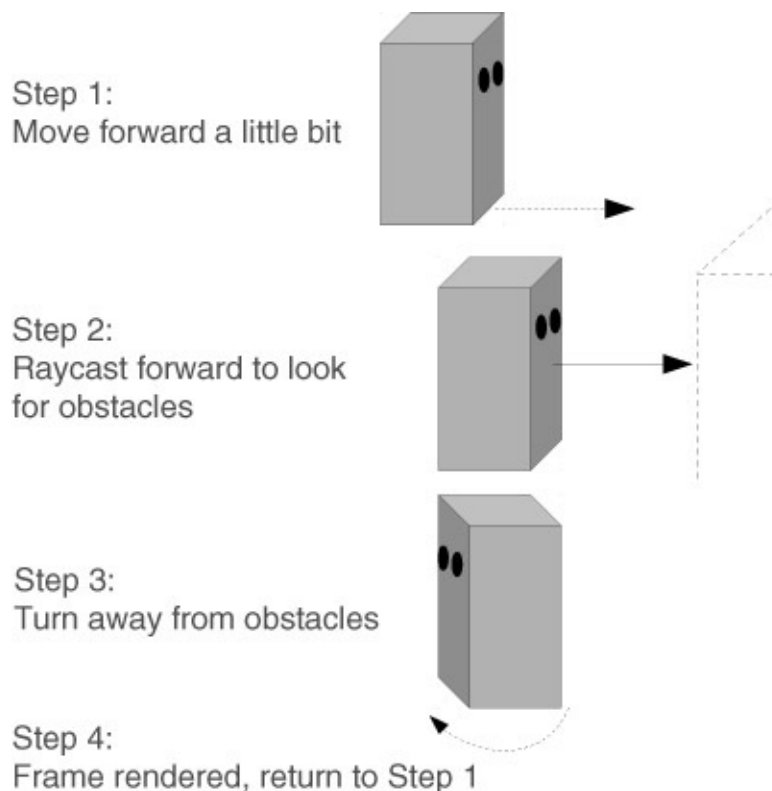 Step 1:
Move forward a little bit
Step 2:
Raycast forward to look
for obstacles
Step 3:
Turn away from obstacles
Step 4:
Frame rendered, return to Step 1